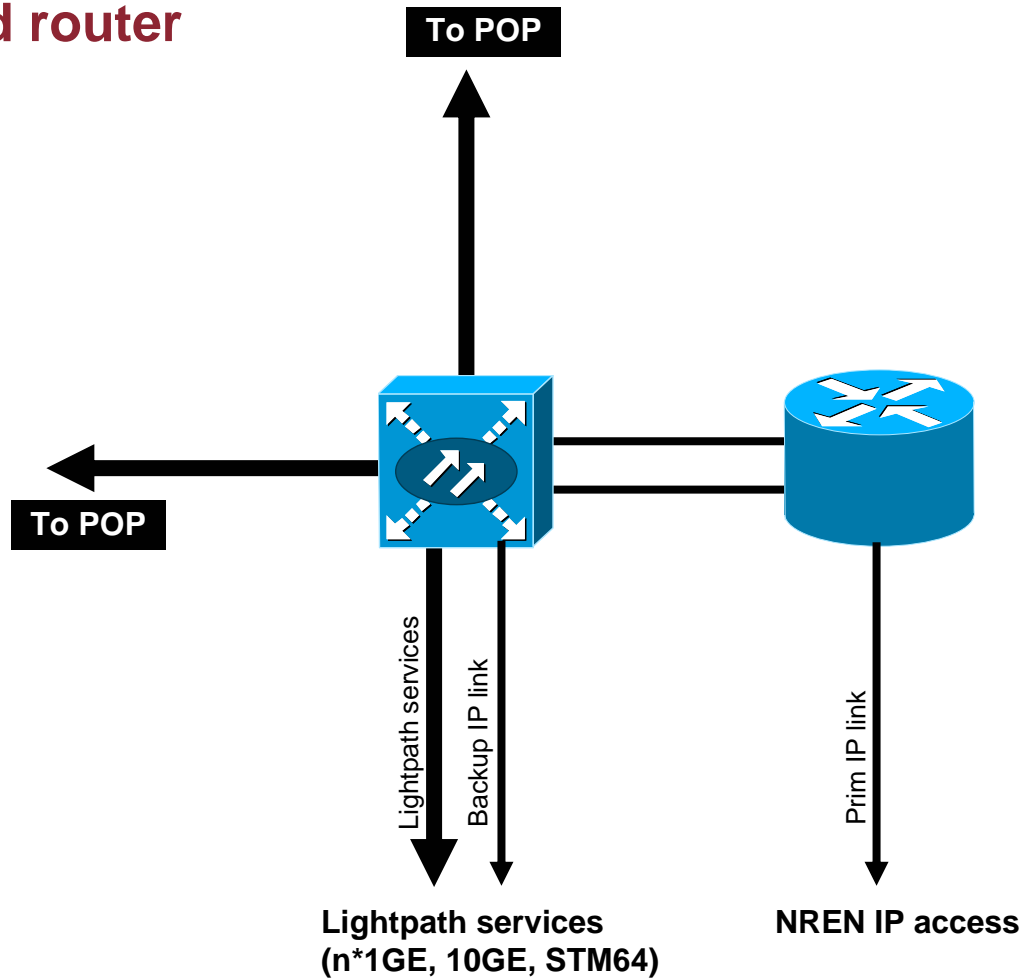 d router
To POP
To POP
Lightpath services
Backup IP link
Prim IP link
Lightpath services
(n*1GE, 10GE, STM64)
NREN IP access